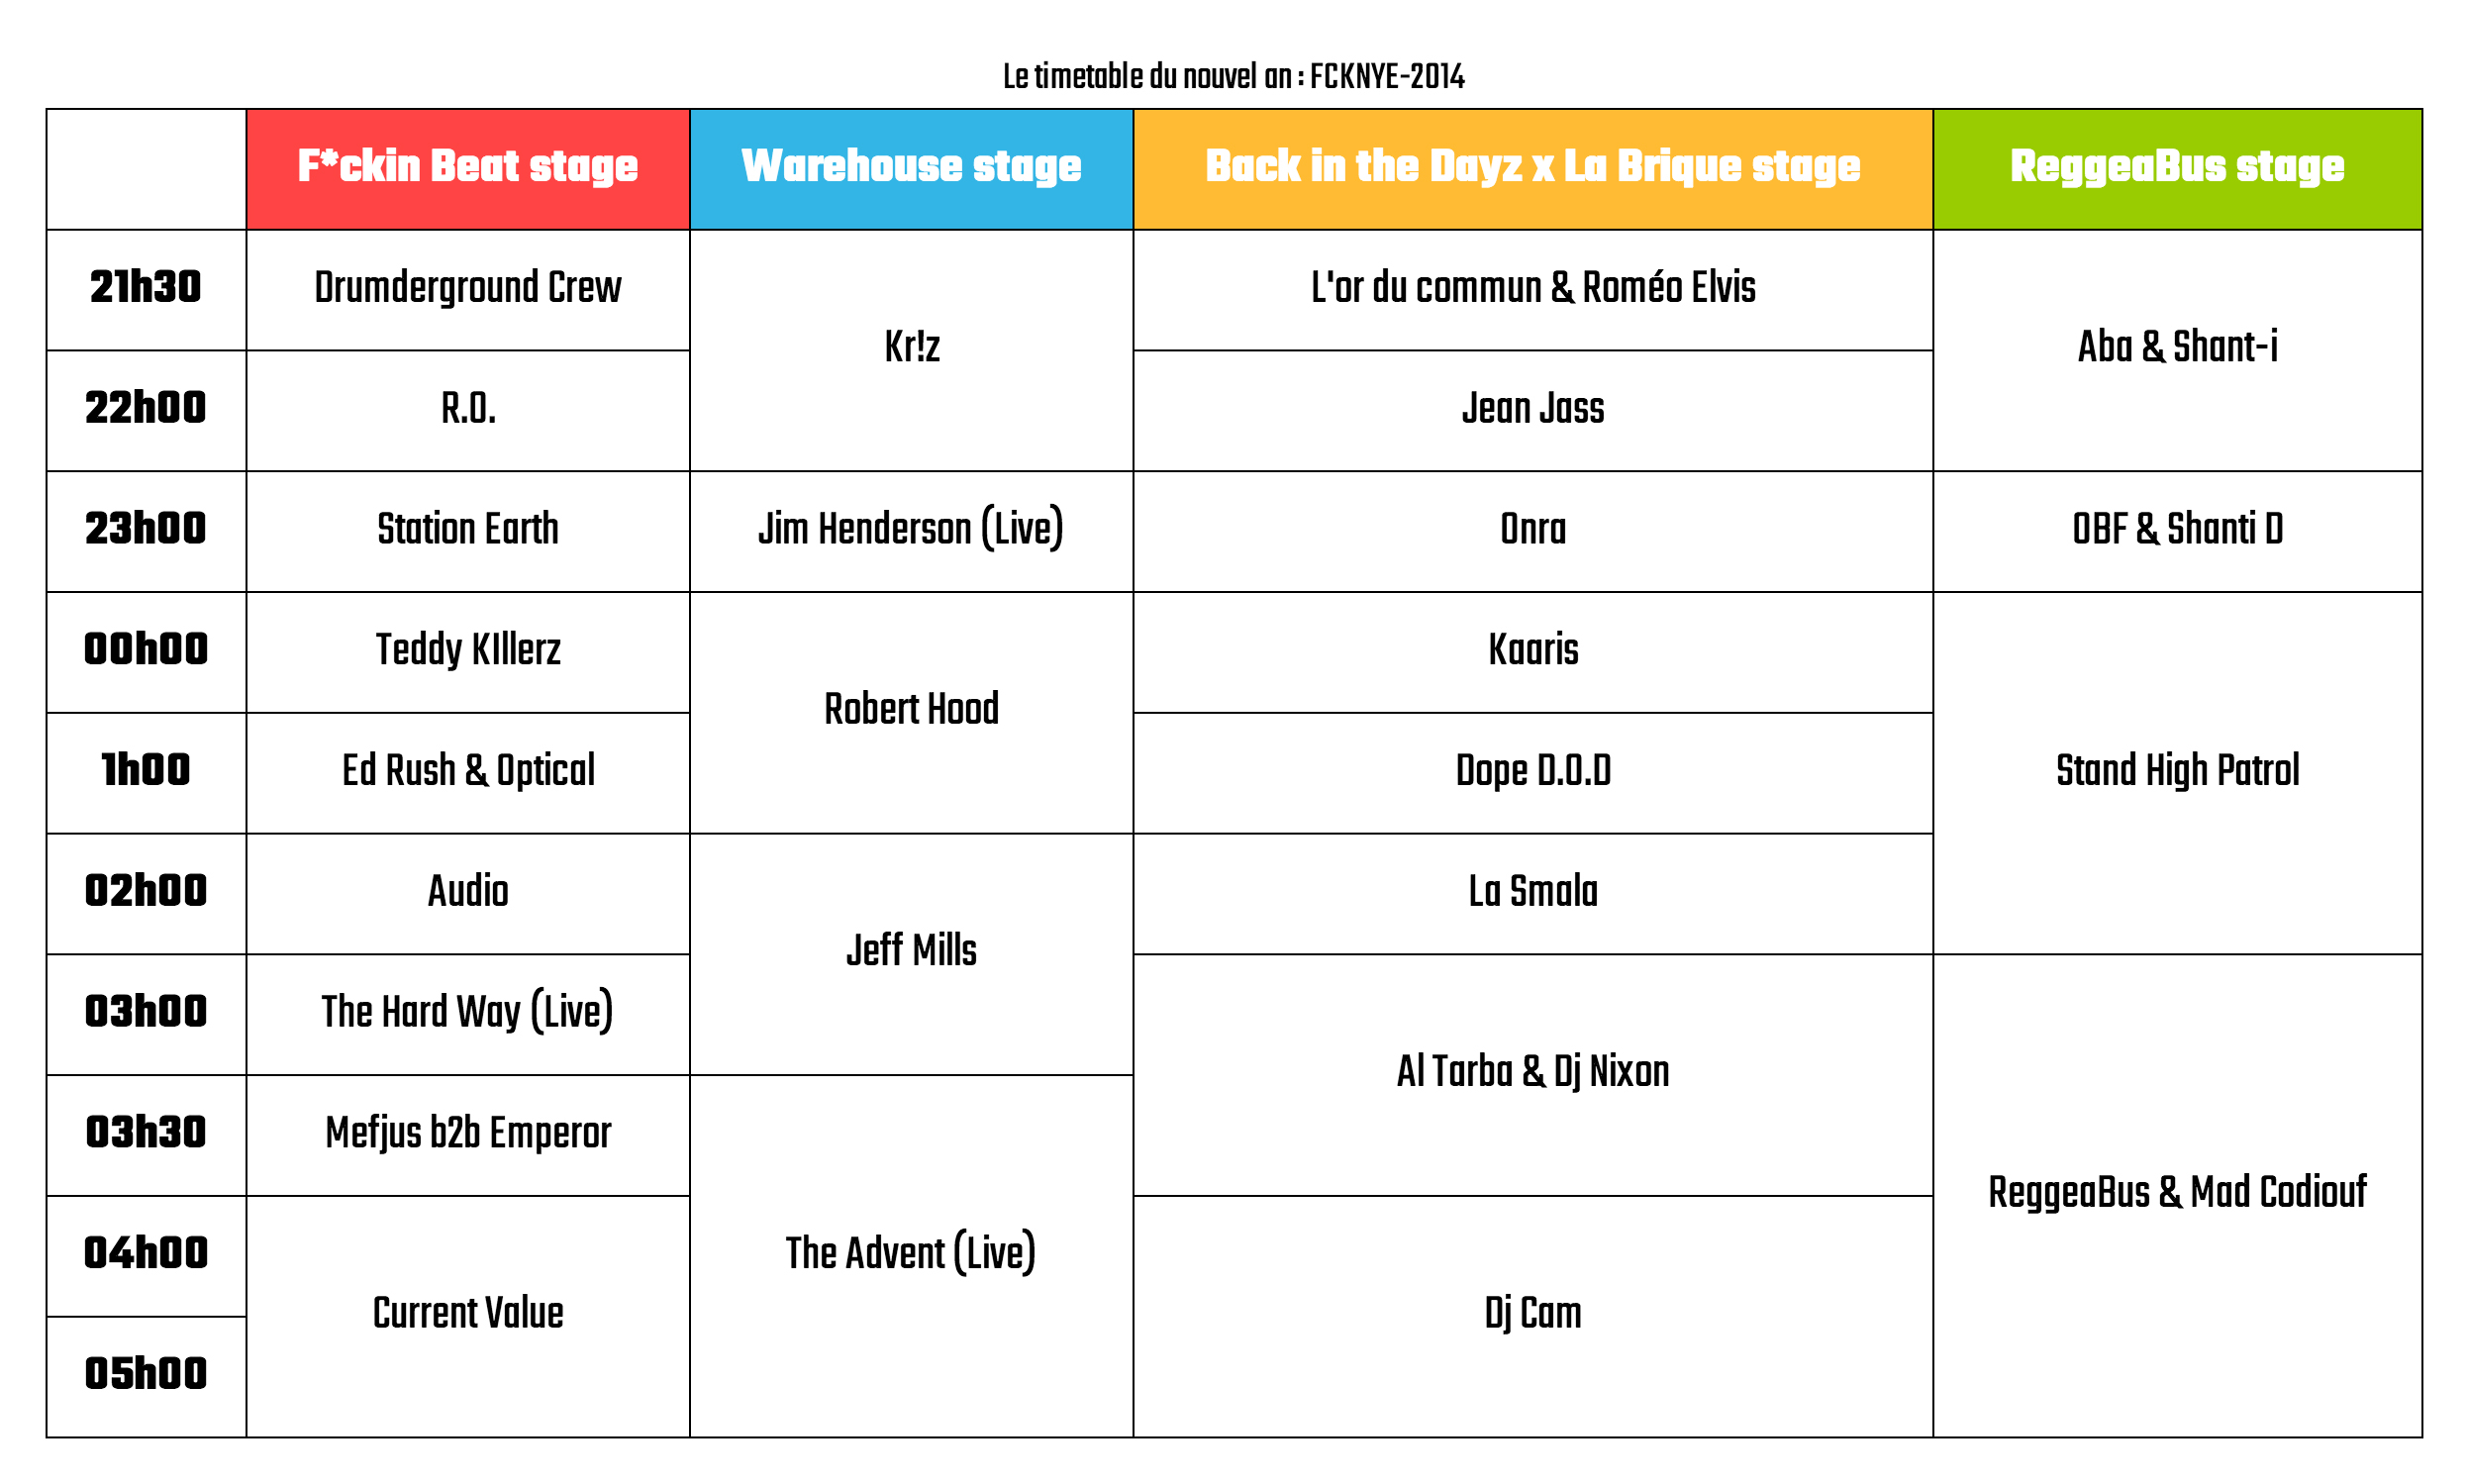 Le timetable du nouvel an : FCKNYE-2014
F*ckin Beat stage
Warehouse stage
Back in the Dayz x La Brique stage
ReggeaBus stage
21h30
Drumderground Crew
Kr!z
L'or du commun & Roméo Elvis
Aba & Shant-i
22h00
R.O.
Jean Jass
23h00
Station Earth
Jim Henderson (Live)
Onra
OBF & Shanti D
00h00
Teddy KIllerz
Robert Hood
Kaaris
Stand High Patrol
1h00
Ed Rush & Optical
Dope D.O.D
02h00
Audio
Jeff Mills
La Smala
03h00
The Hard Way (Live)
Al Tarba & Dj Nixon
ReggeaBus & Mad Codiouf
03h30
Mefjus b2b Emperor
The Advent (Live)
04h00
Current Value
Dj Cam
05h00